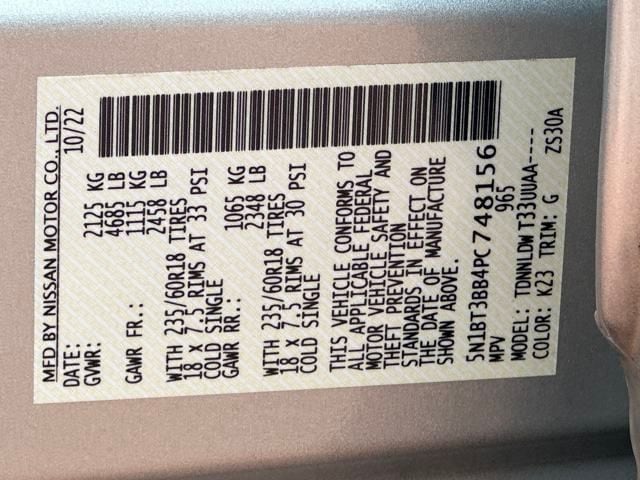 MFD BY NISSAN MOTOR CO.,LTD.
DATE: 10/22
GVWR: 2125 KG
4685 LB
GAWR FR.: 1115 KG
2458 LB
WITH 235/60R18 TIRES
18 X 7.5 RIMS AT 33 PSI
COLD SINGLE
GAWR RR.: 1065 KG
2348 LB
WITH 235/60R18 TIRES
18 X 7.5 RIMS AT 30 PSI
COLD SINGLE
THIS VEHICLE CONFORMS TO
ALL APPLICABLE FEDERAL
MOTOR VEHICLE SAFETY AND
THEFT PREVENTION
STANDARDS IN EFFECT ON
THE DATE OF MANUFACTURE
SHOWN ABOVE.
5N1BT3BB4PC748156
MPV 965
MODEL: TDNNLDWT33UUAA----
COLOR: K23 TRIM: G ZS30A